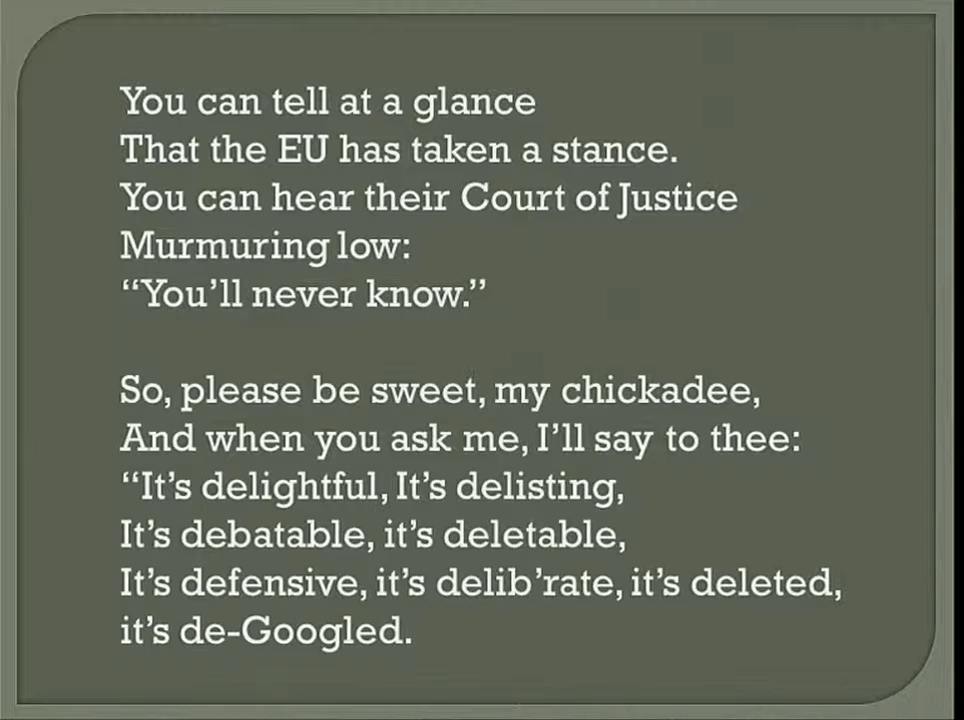 You can tell at a glance
That the EU has taken a stance.
You can hear their Court of Justice
Murmuring low:
“You’ll never know.”
So, please be sweet, my chickadee,
And when you ask me, I’ll say to thee:
“It’s delightful, It’s delisting,
It’s debatable, it’s deletable,
It’s defensive, it’s delib’rate, it’s deleted,
it’s de-Googled.